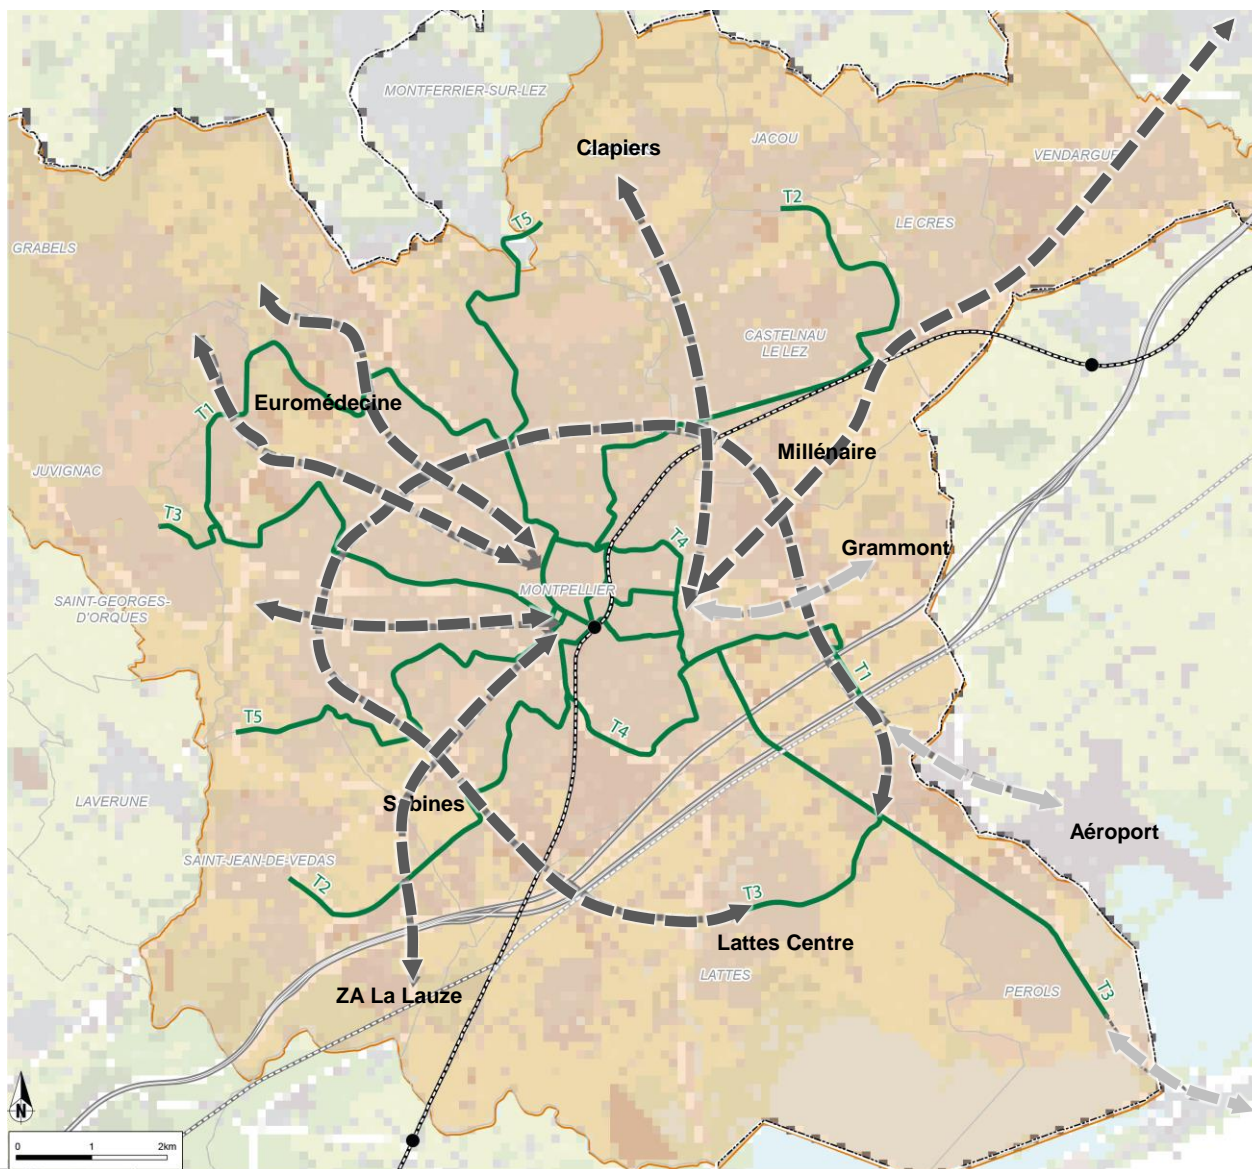 MONTFERRIER-SUR-LEZ
Clapiers
JACOU
VENDARGUE
T2
T5
LE CRES
GRABELS
CASTELNAU
LE LEZ
T1
Euromédecine
Millénaire
JUVIGNAC
T3
T4
Grammont
MONTPELLIER
SAINT-GEORGES-
D'ORQUES
T1
T5
T4
LAVERUNE
Sabines
Aéroport
SAINT-JEAN-DE-VEDAS
T2
T3
Lattes Centre
LATTES
ZA La Lauze
PEROLS
T3
N
0 1 2km